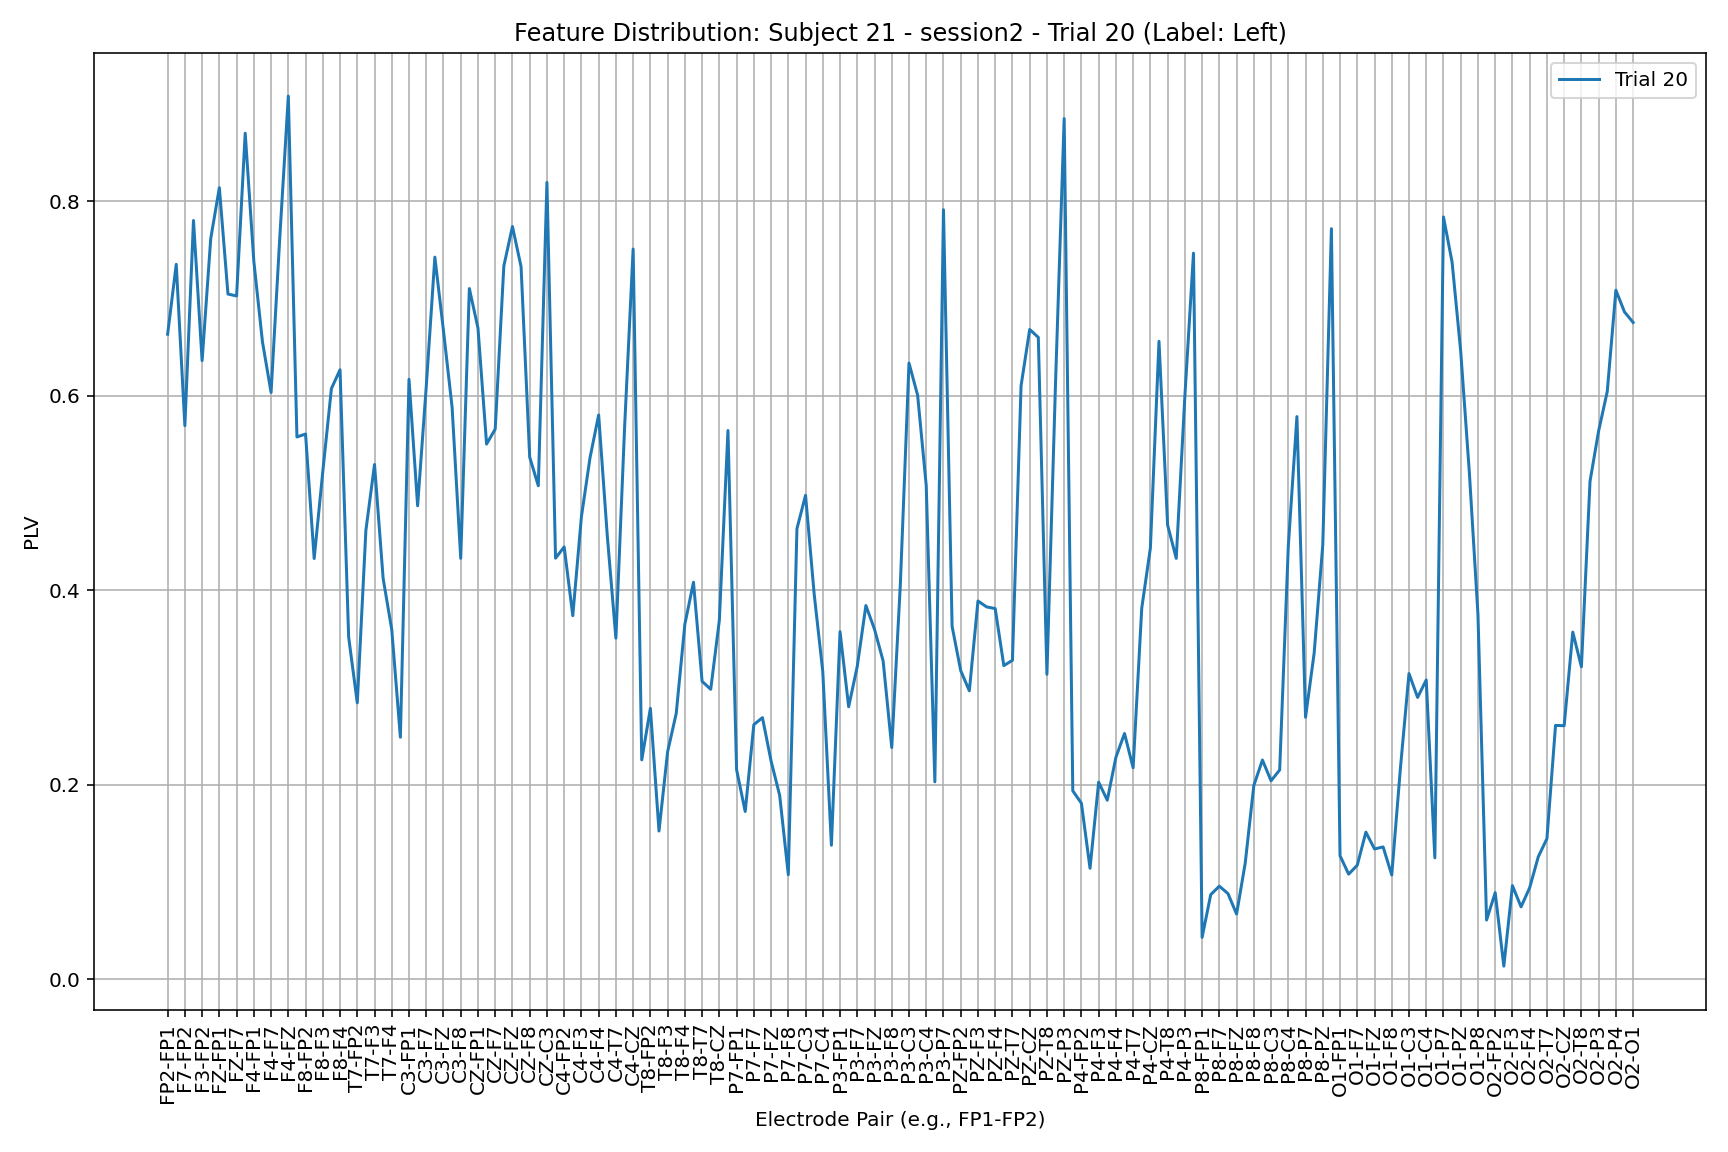 Feature Distribution: Subject 21 - session2 - Trial 20 (Label: Left)
Trial 20
PLV
0.8
0.6
0.4
0.2
0.0
FP2-FP1
F7-FP2
F3-FP2
FZ-FP1
FZ-F7
F4-FP1
F4-F7
F4-FZ
F8-FP2
F8-F3
F8-F4
T7-FP2
T7-F3
T7-F4
C3-FP1
C3-F7
C3-FZ
C3-F8
CZ-FP1
CZ-F7
CZ-FZ
CZ-F8
CZ-C3
C4-FP2
C4-F3
C4-F4
C4-T7
C4-CZ
T8-FP2
T8-F3
T8-F4
T8-T7
T8-CZ
P7-FP1
P7-F7
P7-FZ
P7-F8
P7-C3
P7-C4
P3-FP1
P3-F7
P3-FZ
P3-F8
P3-C3
P3-C4
P3-P7
PZ-FP2
PZ-F3
PZ-F4
PZ-T7
PZ-CZ
PZ-T8
PZ-P3
P4-FP2
P4-F3
P4-F4
P4-T7
P4-CZ
P4-T8
P4-P3
P8-FP1
P8-F7
P8-FZ
P8-F8
P8-C3
P8-C4
P8-P7
P8-PZ
O1-FP1
O1-F7
O1-FZ
O1-F8
O1-C3
O1-C4
O1-P7
O1-PZ
O1-P8
O2-FP2
O2-F3
O2-F4
O2-T7
O2-CZ
O2-T8
O2-P3
O2-P4
O2-O1
Electrode Pair (e.g., FP1-FP2)